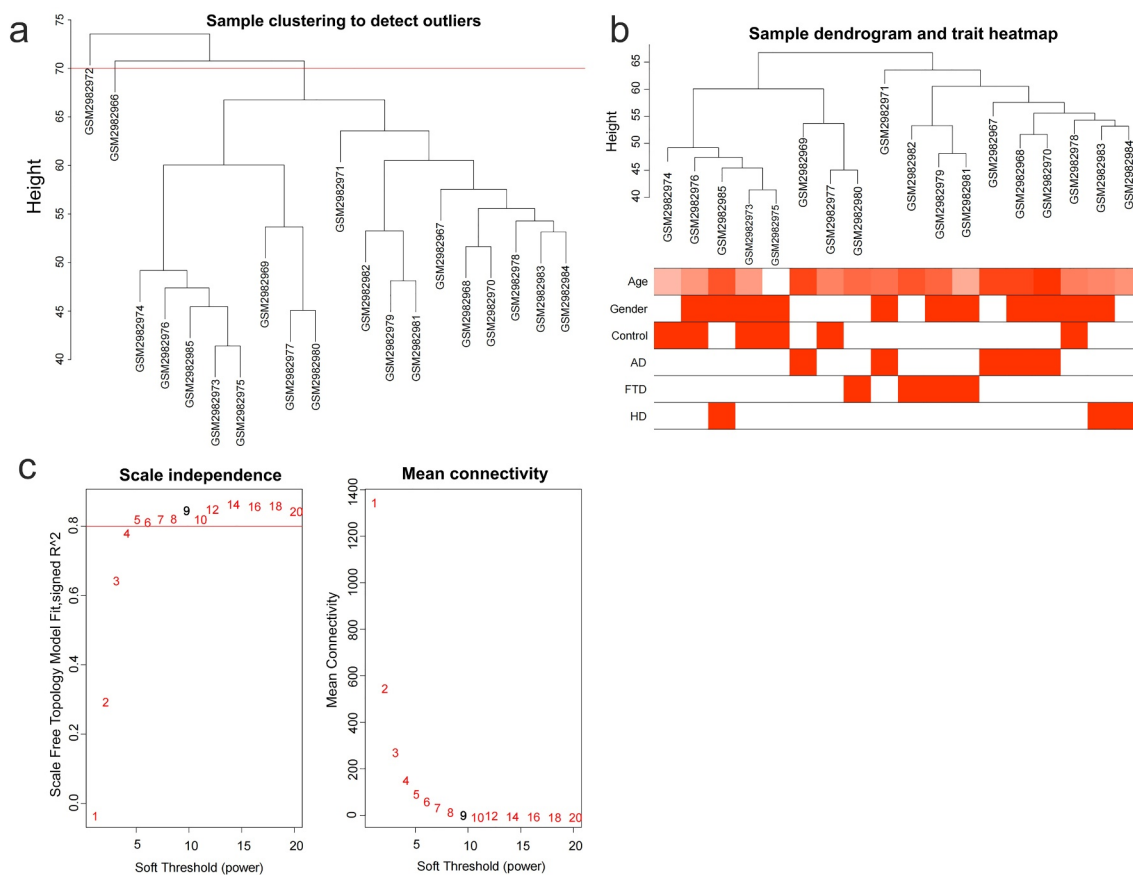 a
Sample clustering to detect outliers
Height
75
70
65
60
55
50
45
40
GSM2982972
GSM2982966
GSM2982974
GSM2982976
GSM2982985
GSM2982973
GSM2982975
GSM2982969
GSM2982977
GSM2982980
GSM2982971
GSM2982982
GSM2982979
GSM2982981
GSM2982967
GSM2982968
GSM2982970
GSM2982978
GSM2982983
GSM2982984
b
Sample dendrogram and trait heatmap
Height
65
60
55
50
45
40
GSM2982974
GSM2982976
GSM2982985
GSM2982973
GSM2982975
GSM2982969
GSM2982977
GSM2982980
GSM2982971
GSM2982982
GSM2982979
GSM2982981
GSM2982967
GSM2982968
GSM2982970
GSM2982978
GSM2982983
GSM2982984
Age
Gender
Control
AD
FTD
HD
c
Scale independence
Scale Free Topology Model Fit,signed R^2
0.8
0.6
0.4
0.2
0.0
1
2
3
4
5
6
7
8
9
10
12
14
16
18
20
5
10
15
20
Soft Threshold (power)
Mean connectivity
Mean Connectivity
1400
1200
1000
800
600
400
200
0
1
2
3
4
5
6
7
8
9
10
12
14
16
18
20
5
10
15
20
Soft Threshold (power)